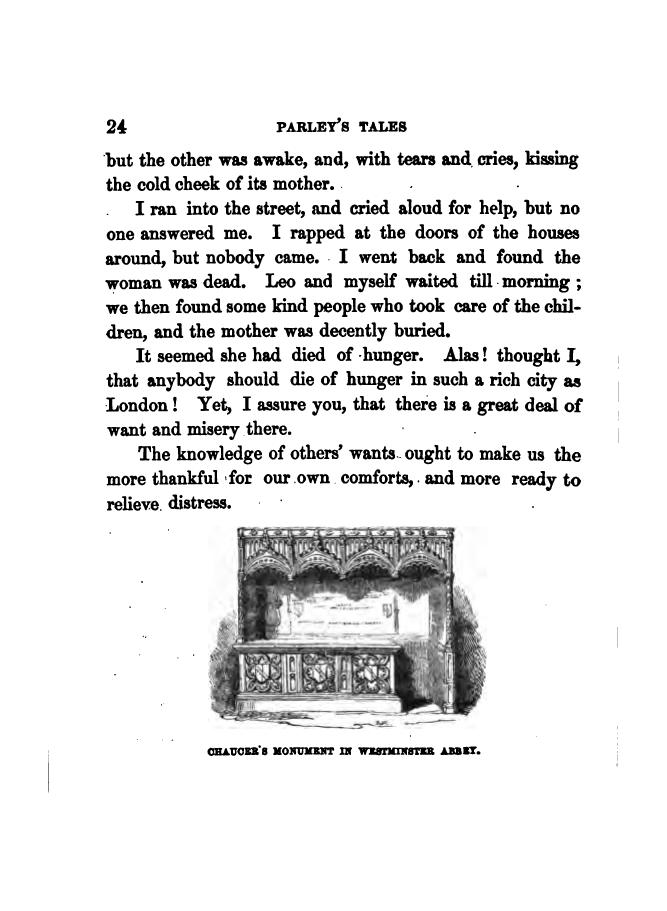 24 PARLEY'S TALES
but the other was awake, and, with tears and cries, kissing
the cold cheek of its mother.
I ran into the street, and cried aloud for help, but no
one answered me. I rapped at the doors of the houses
around, but nobody came. I went back and found the
woman was dead. Leo and myself waited till morning ;
we then found some kind people who took care of the chil-
dren, and the mother was decently buried.
It seemed she had died of hunger. Alas ! thought I,
that anybody should die of hunger in such a rich city as
London ! Yet, I assure you, that there is a great deal of
want and misery there.
The knowledge of others' wants ought to make us the
more thankful for our own comforts, and more ready to
relieve distress.
CHAUCER'S MONUMENT IN WESTMINSTER ABBEY.